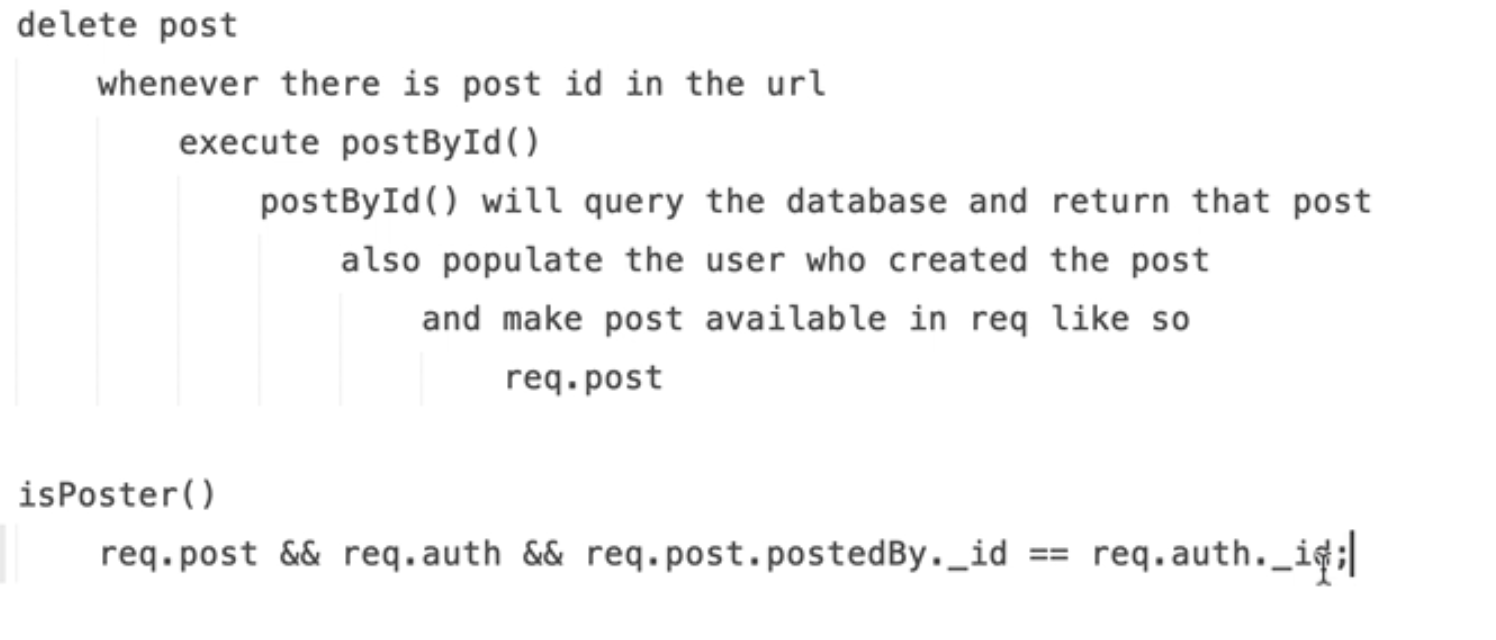 delete post
whenever there is post id in the url
execute postById()
postById() will query the database and return that post
also populate the user who created the post
and make post available in req like so
req.post
isPoster()
req.post && req.auth && req.post.postedBy._id == req.auth._id;